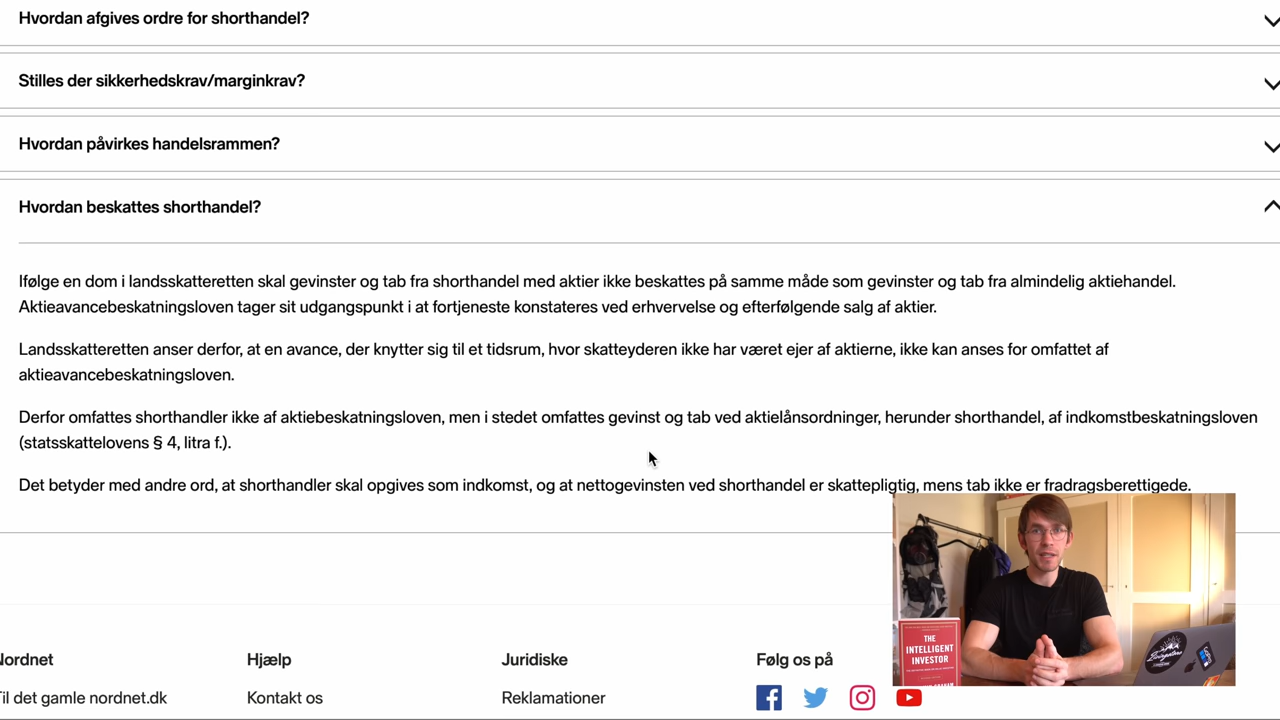 Hvordan afgives ordre for shorthandel?
Stilles der sikkerhedskrav/marginkrav?
Hvordan påvirkes handelsrammen?
Hvordan beskattes shorthandel?
Ifølge en dom i landsskatteretten skal gevinster og tab fra shorthandel med aktier ikke beskattes på samme måde som gevinster og tab fra almindelig aktiehandel.
Aktieavancebeskatningsloven tager sit udgangspunkt i at fortjeneste konstateres ved erhvervelse og efterfølgende salg af aktier.
Landsskatteretten anser derfor, at en avance, der knytter sig til et tidsrum, hvor skatteyderen ikke har været ejer af aktierne, ikke kan anses for omfattet af
aktieavancebeskatningsloven.
Derfor omfattes shorthandler ikke af aktiebeskatningsloven, men i stedet omfattes gevinst og tab ved aktielånsordninger, herunder shorthandel, af indkomstbeskatningsloven
(statsskattelovens § 4, litra f.).
Det betyder med andre ord, at shorthandler skal opgives som indkomst, og at nettogevinsten ved shorthandel er skattepligtig, mens tab ikke er fradragsberettigede.
Nordnet Hjælp Juridiske Følg os på
Til det gamle nordnet.dk Kontakt os Reklamationer
THE
INTELLIGENT
INVESTOR